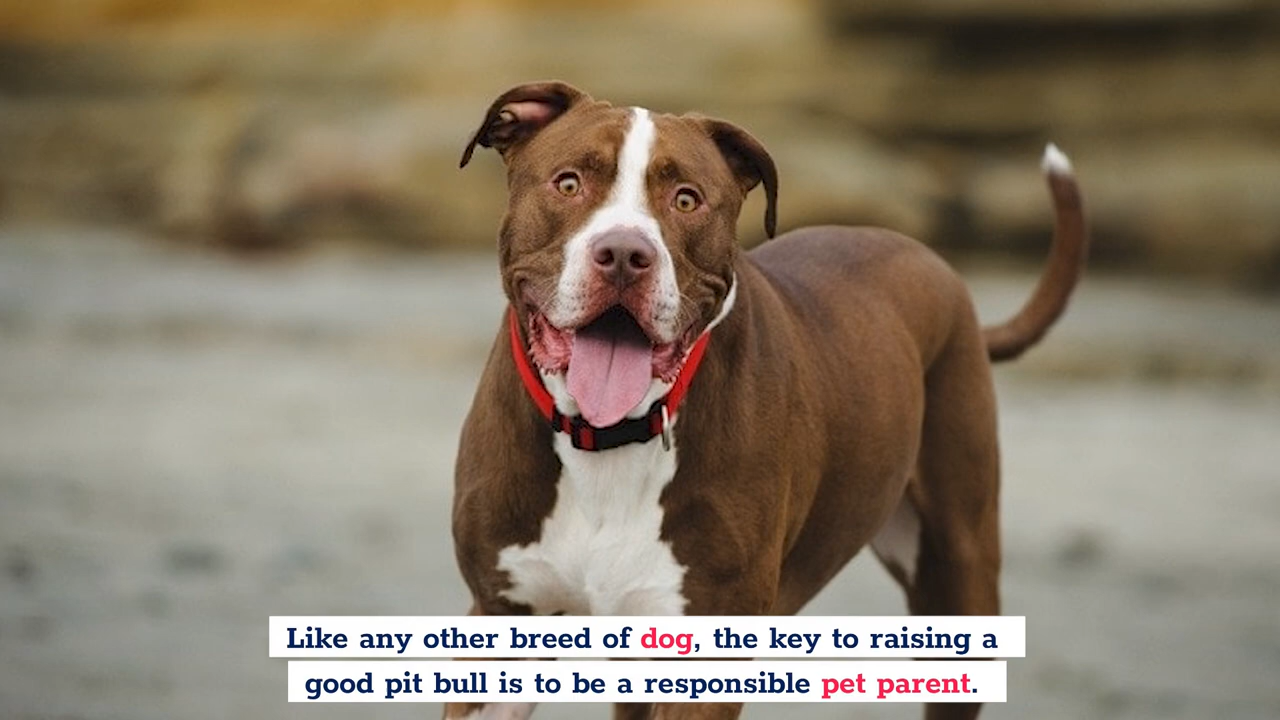 Like any other breed of dog, the key to raising a
good pit bull is to be a responsible pet parent.